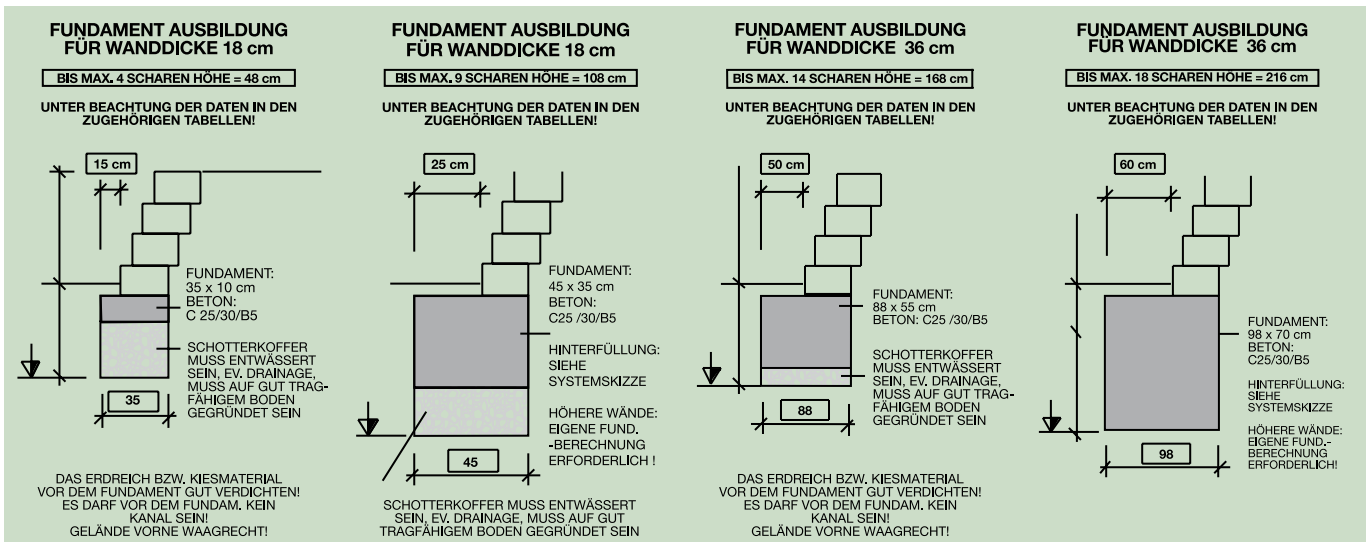 FUNDAMENT AUSBILDUNG
FÜR WANDDICKE 18 cm
BIS MAX. 4 SCHAREN HÖHE = 48 cm
UNTER BEACHTUNG DER DATEN IN DEN
ZUGEHÖRIGEN TABELLEN!
15 cm
FUNDAMENT:
35 x 10 cm
BETON:
C 25/30/B5
SCHOTTERKOFFER
MUSS ENTWÄSSERT
SEIN, EV. DRAINAGE,
MUSS AUF GUT TRAG-
FÄHIGEM BODEN
GEGRÜNDET SEIN
35
DAS ERDREICH BZW. KIESMATERIAL
VOR DEM FUNDAMENT GUT VERDICHTEN!
ES DARF VOR DEM FUNDAM. KEIN
KANAL SEIN!
GELÄNDE VORNE WAAGRECHT!
FUNDAMENT AUSBILDUNG
FÜR WANDDICKE 18 cm
BIS MAX. 9 SCHAREN HÖHE = 108 cm
UNTER BEACHTUNG DER DATEN IN DEN
ZUGEHÖRIGEN TABELLEN!
25 cm
FUNDAMENT:
45 x 35 cm
BETON:
C25 /30/B5
HINTERFÜLLUNG:
SIEHE
SYSTEMSKIZZE
HÖHERE WÄNDE:
EIGENE FUND.
-BERECHNUNG
ERFORDERLICH !
45
SCHOTTERKOFFER MUSS ENTWÄSSERT
SEIN, EV. DRAINAGE, MUSS AUF GUT
TRAGFÄHIGEM BODEN GEGRÜNDET SEIN
FUNDAMENT AUSBILDUNG
FÜR WANDDICKE 36 cm
BIS MAX. 14 SCHAREN HÖHE = 168 cm
UNTER BEACHTUNG DER DATEN IN DEN
ZUGEHÖRIGEN TABELLEN!
50 cm
FUNDAMENT:
88 x 55 cm
BETON: C25 /30/B5
SCHOTTERKOFFER
MUSS ENTWÄSSERT
SEIN, EV. DRAINAGE,
MUSS AUF GUT TRAG-
FÄHIGEM BODEN
GEGRÜNDET SEIN
88
DAS ERDREICH BZW. KIESMATERIAL
VOR DEM FUNDAMENT GUT VERDICHTEN!
ES DARF VOR DEM FUNDAM. KEIN
KANAL SEIN!
GELÄNDE VORNE WAAGRECHT!
FUNDAMENT AUSBILDUNG
FÜR WANDDICKE 36 cm
BIS MAX. 18 SCHAREN HÖHE = 216 cm
UNTER BEACHTUNG DER DATEN IN DEN
ZUGEHÖRIGEN TABELLEN!
60 cm
FUNDAMENT:
98 x 70 cm
BETON:
C25/30/B5
HINTERFÜLLUNG:
SIEHE
SYSTEMSKIZZE
HÖHERE WÄNDE:
EIGENE FUND.-
BERECHNUNG
ERFORDERLICH!
98